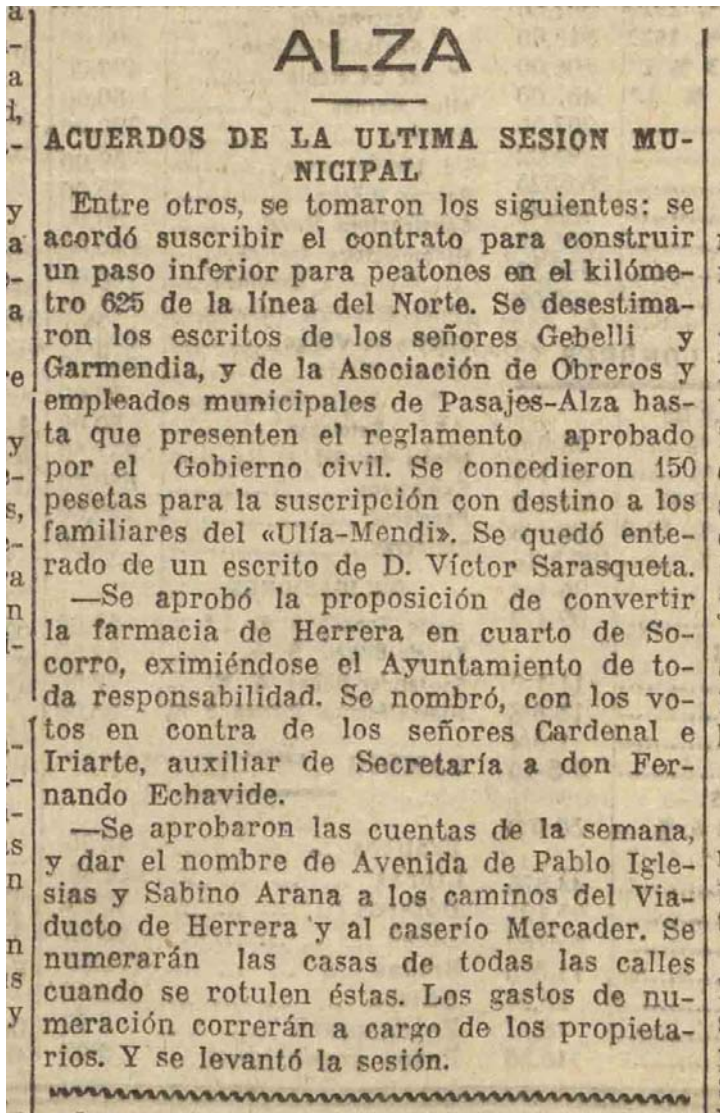 ALZA
ACUERDOS DE LA ULTIMA SESION MU-
NICIPAL
Entre otros, se tomaron los siguientes: se
acordó suscribir el contrato para construir
un paso inferior para peatones en el kilóme-
tro 625 de la línea del Norte. Se desestima-
ron los escritos de los señores Gebelli y
Garmendia, y de la Asociación de Obreros y
empleados municipales de Pasajes-Alza has-
ta que presenten el reglamento aprobado
por el Gobierno civil. Se concedieron 150
pesetas para la suscripción con destino a los
familiares del «Ulía-Mendi». Se quedó ente-
rado de un escrito de D. Víctor Sarasqueta.
—Se aprobó la proposición de convertir
la farmacia de Herrera en cuarto de So-
corro, eximiéndose el Ayuntamiento de to-
da responsabilidad. Se nombró, con los vo-
tos en contra de los señores Cardenal e
Iriarte, auxiliar de Secretaría a don Fer-
nando Echavide.
—Se aprobaron las cuentas de la semana,
y dar el nombre de Avenida de Pablo Igle-
sias y Sabino Arana a los caminos del Via-
ducto de Herrera y al caserío Mercader. Se
numerarán las casas de todas las calles
cuando se rotulen éstas. Los gastos de nu-
meración correrán a cargo de los propieta-
rios. Y se levantó la sesión.